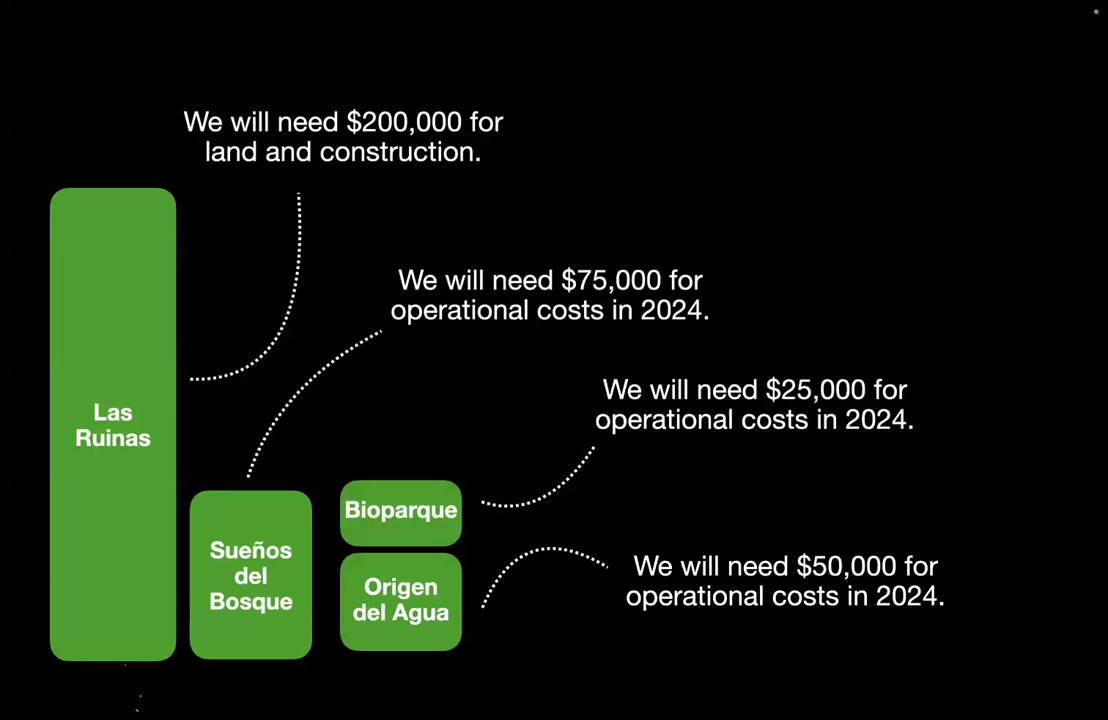 We will need $200,000 for
land and construction.
We will need $75,000 for
operational costs in 2024.
We will need $25,000 for
operational costs in 2024.
Las
Ruinas
Bioparque
Sueños
del
Bosque
Origen
del Agua
We will need $50,000 for
operational costs in 2024.